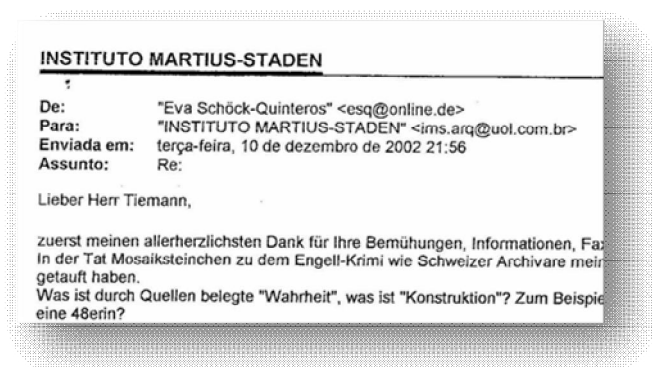 INSTITUTO MARTIUS-STADEN
De: "Eva Schöck-Quinteros" <esq@online.de>
Para: "INSTITUTO MARTIUS-STADEN" <ims.arq@uol.com.br>
Enviada em: terça-feira, 10 de dezembro de 2002 21:56
Assunto: Re:
Lieber Herr Tiemann,
zuerst meinen allerherzlichsten Dank für Ihre Bemühungen, Informationen, Fax
In der Tat Mosaiksteinchen zu dem Engell-Krimi wie Schweizer Archivare mein
getauft haben.
Was ist durch Quellen belegte "Wahrheit", was ist "Konstruktion"? Zum Beispie
eine 48erin?